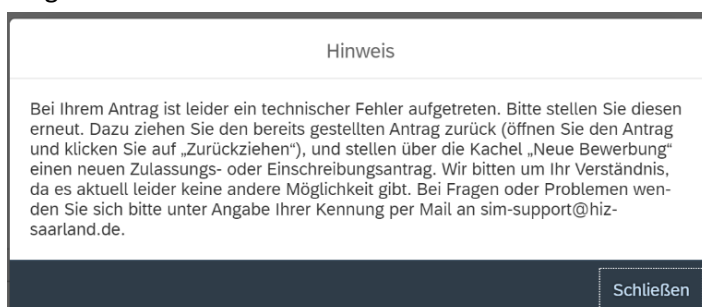 Hinweis
Bei Ihrem Antrag ist leider ein technischer Fehler aufgetreten. Bitte stellen Sie diesen
erneut. Dazu ziehen Sie den bereits gestellten Antrag zurück (öffnen Sie den Antrag
und klicken Sie auf „Zurückziehen“), und stellen über die Kachel „Neue Bewerbung“
einen neuen Zulassungs- oder Einschreibungsantrag. Wir bitten um Ihr Verständnis,
da es aktuell leider keine andere Möglichkeit gibt. Bei Fragen oder Problemen wen-
den Sie sich bitte unter Angabe Ihrer Kennung per Mail an sim-support@hiz-
saarland.de.
Schließen